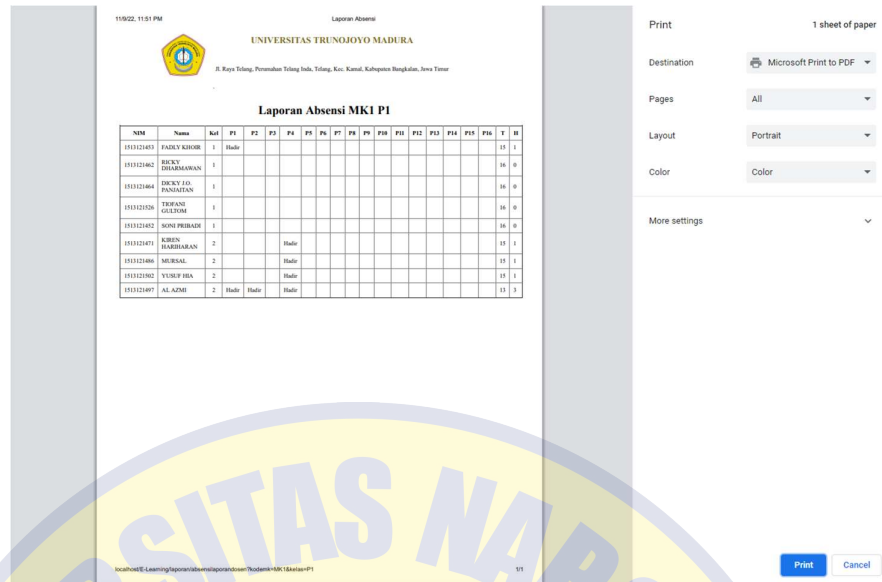 11/9/22, 11:51 PM Laporan Absensi
UNIVERSITAS TRUNOJOYO MADURA
Jl. Raya Telang, Perumahan Telang Inda, Telang, Kec. Kamal, Kabupaten Bangkalan, Jawa Timur
Laporan Absensi MK1 P1
NIM Nama Kel P1 P2 P3 P4 P5 P6 P7 P8 P9 P10 P11 P12 P13 P14 P15 P16 T H
1513121453 FADLY KHOIR 1 Hadir 15 1
1513121462 RICKY DHARMAWAN 1 16 0
1513121464 DICKY J.O. PANJAITAN 1 16 0
1513121526 TIOFANI GULTOM 1 16 0
1513121452 SONI PRIBADI 1 16 0
1513121471 KIREN HARIHARAN 2 Hadir 15 1
1513121486 MURSAL 2 Hadir 15 1
1513121502 YUSUF HIA 2 Hadir 15 1
1513121497 AL AZMI 2 Hadir Hadir Hadir 13 3
localhost/E-Learning/laporan/absensilaporandosen?kodemk=MK1&kelas=P1 1/1
Print 1 sheet of paper
Destination Microsoft Print to PDF
Pages All
Layout Portrait
Color Color
More settings
Print Cancel